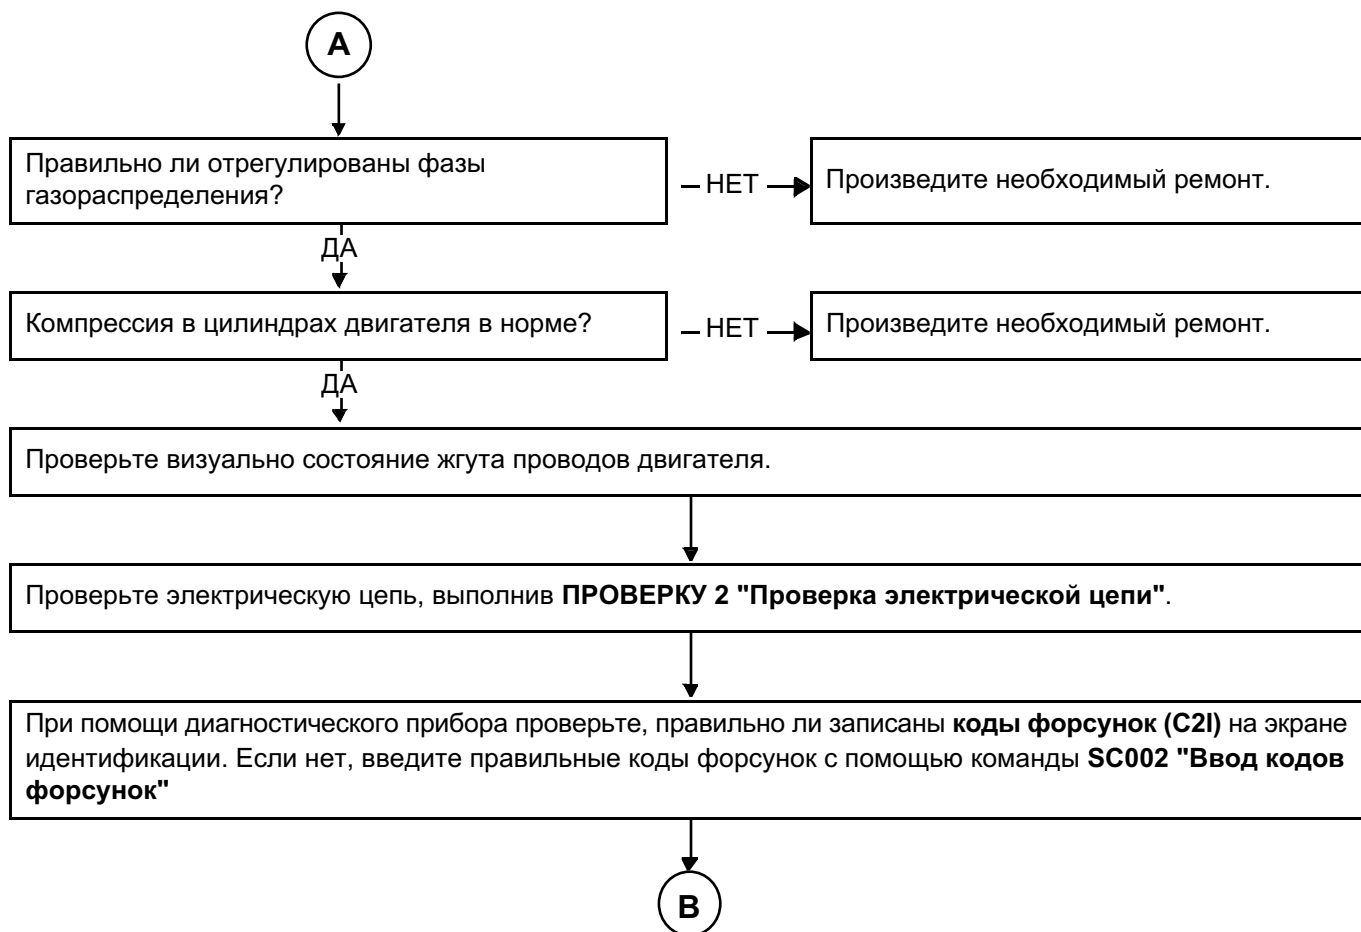 A
Правильно ли отрегулированы фазы
газораспределения?
НЕТ
Произведите необходимый ремонт.
ДА
Компрессия в цилиндрах двигателя в норме?
НЕТ
Произведите необходимый ремонт.
ДА
Проверьте визуально состояние жгута проводов двигателя.
Проверьте электрическую цепь, выполнив ПРОВЕРКУ 2 "Проверка электрической цепи".
При помощи диагностического прибора проверьте, правильно ли записаны коды форсунок (C2I) на экране
идентификации. Если нет, введите правильные коды форсунок с помощью команды SC002 "Ввод кодов
форсунок"
B